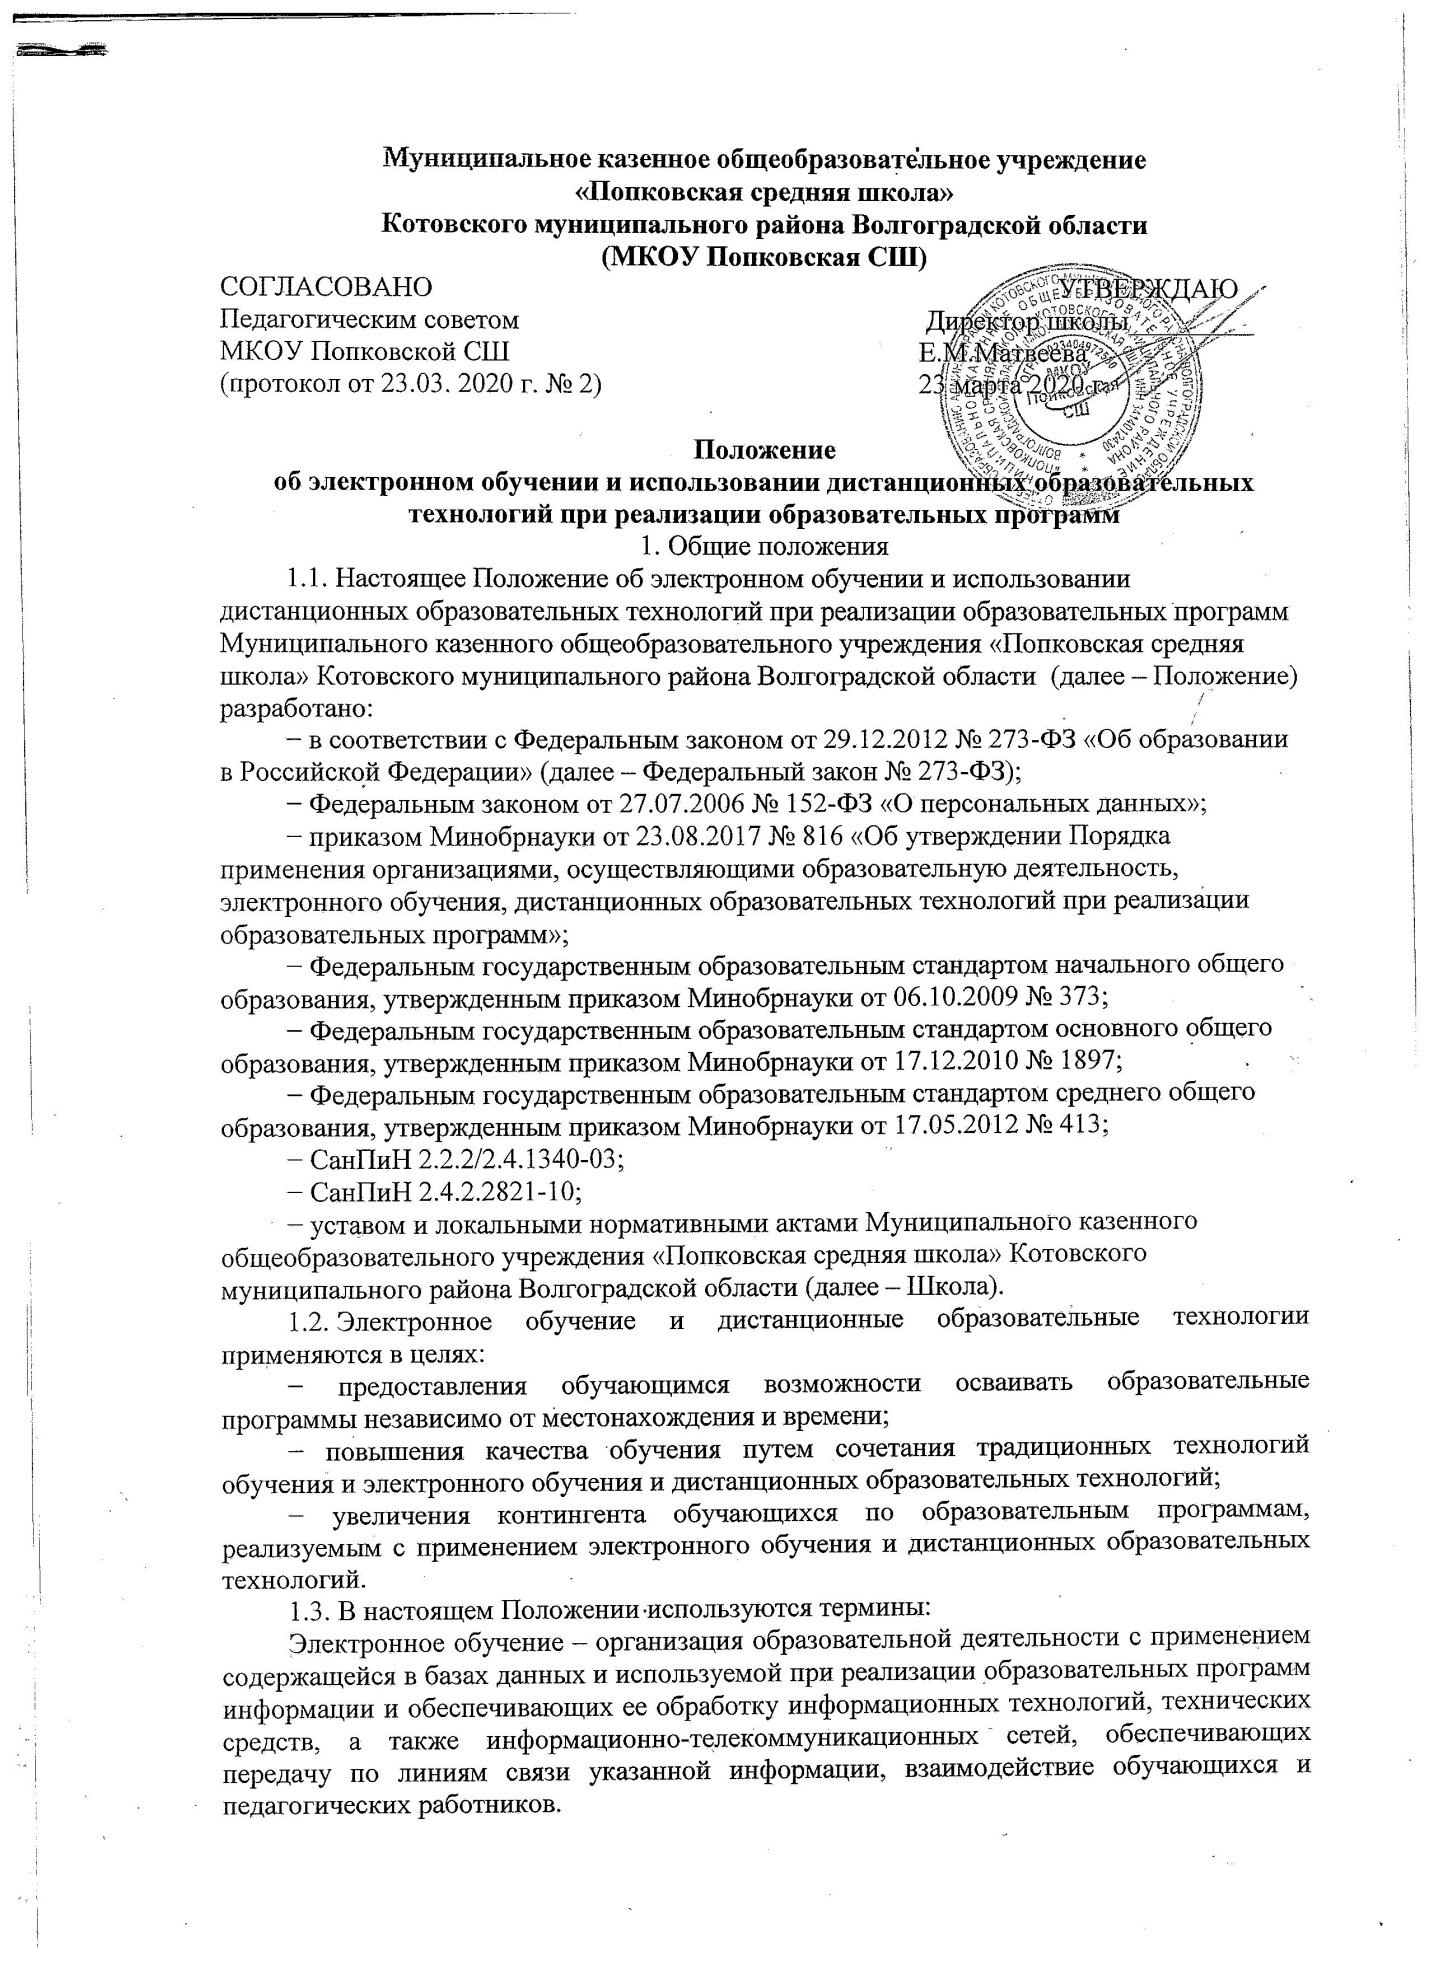 Муниципальное казенное общеобразовательное учреждение
«Попковская средняя школа»
Котовского муниципального района Волгоградской области
(МКОУ Попковская СШ)
СОГЛАСОВАНО УТВЕРЖДАЮ
Педагогическим советом Директор школы
МКОУ Попковской СШ Е.М.Матвеева
(протокол от 23.03. 2020 г. № 2) 23 марта 2020 г.
МКОУ
Попковская
СШ
Положение
об электронном обучении и использовании дистанционных образовательных
технологий при реализации образовательных программ
1. Общие положения
1.1. Настоящее Положение об электронном обучении и использовании
дистанционных образовательных технологий при реализации образовательных программ
Муниципального казенного общеобразовательного учреждения «Попковская средняя
школа» Котовского муниципального района Волгоградской области (далее – Положение)
разработано:
− в соответствии с Федеральным законом от 29.12.2012 № 273-ФЗ «Об образовании
в Российской Федерации» (далее – Федеральный закон № 273-ФЗ);
− Федеральным законом от 27.07.2006 № 152-ФЗ «О персональных данных»;
− приказом Минобрнауки от 23.08.2017 № 816 «Об утверждении Порядка
применения организациями, осуществляющими образовательную деятельность,
электронного обучения, дистанционных образовательных технологий при реализации
образовательных программ»;
− Федеральным государственным образовательным стандартом начального общего
образования, утвержденным приказом Минобрнауки от 06.10.2009 № 373;
− Федеральным государственным образовательным стандартом основного общего
образования, утвержденным приказом Минобрнауки от 17.12.2010 № 1897;
− Федеральным государственным образовательным стандартом среднего общего
образования, утвержденным приказом Минобрнауки от 17.05.2012 № 413;
− СанПиН 2.2.2/2.4.1340-03;
− СанПиН 2.4.2.2821-10;
− уставом и локальными нормативными актами Муниципального казенного
общеобразовательного учреждения «Попковская средняя школа» Котовского
муниципального района Волгоградской области (далее – Школа).
1.2. Электронное обучение и дистанционные образовательные технологии
применяются в целях:
− предоставления обучающимся возможности осваивать образовательные
программы независимо от местонахождения и времени;
− повышения качества обучения путем сочетания традиционных технологий
обучения и электронного обучения и дистанционных образовательных технологий;
− увеличения контингента обучающихся по образовательным программам,
реализуемым с применением электронного обучения и дистанционных образовательных
технологий.
1.3. В настоящем Положении используются термины:
Электронное обучение – организация образовательной деятельности с применением
содержащейся в базах данных и используемой при реализации образовательных программ
информации и обеспечивающих ее обработку информационных технологий, технических
средств, а также информационно-телекоммуникационных сетей, обеспечивающих
передачу по линиям связи указанной информации, взаимодействие обучающихся и
педагогических работников.